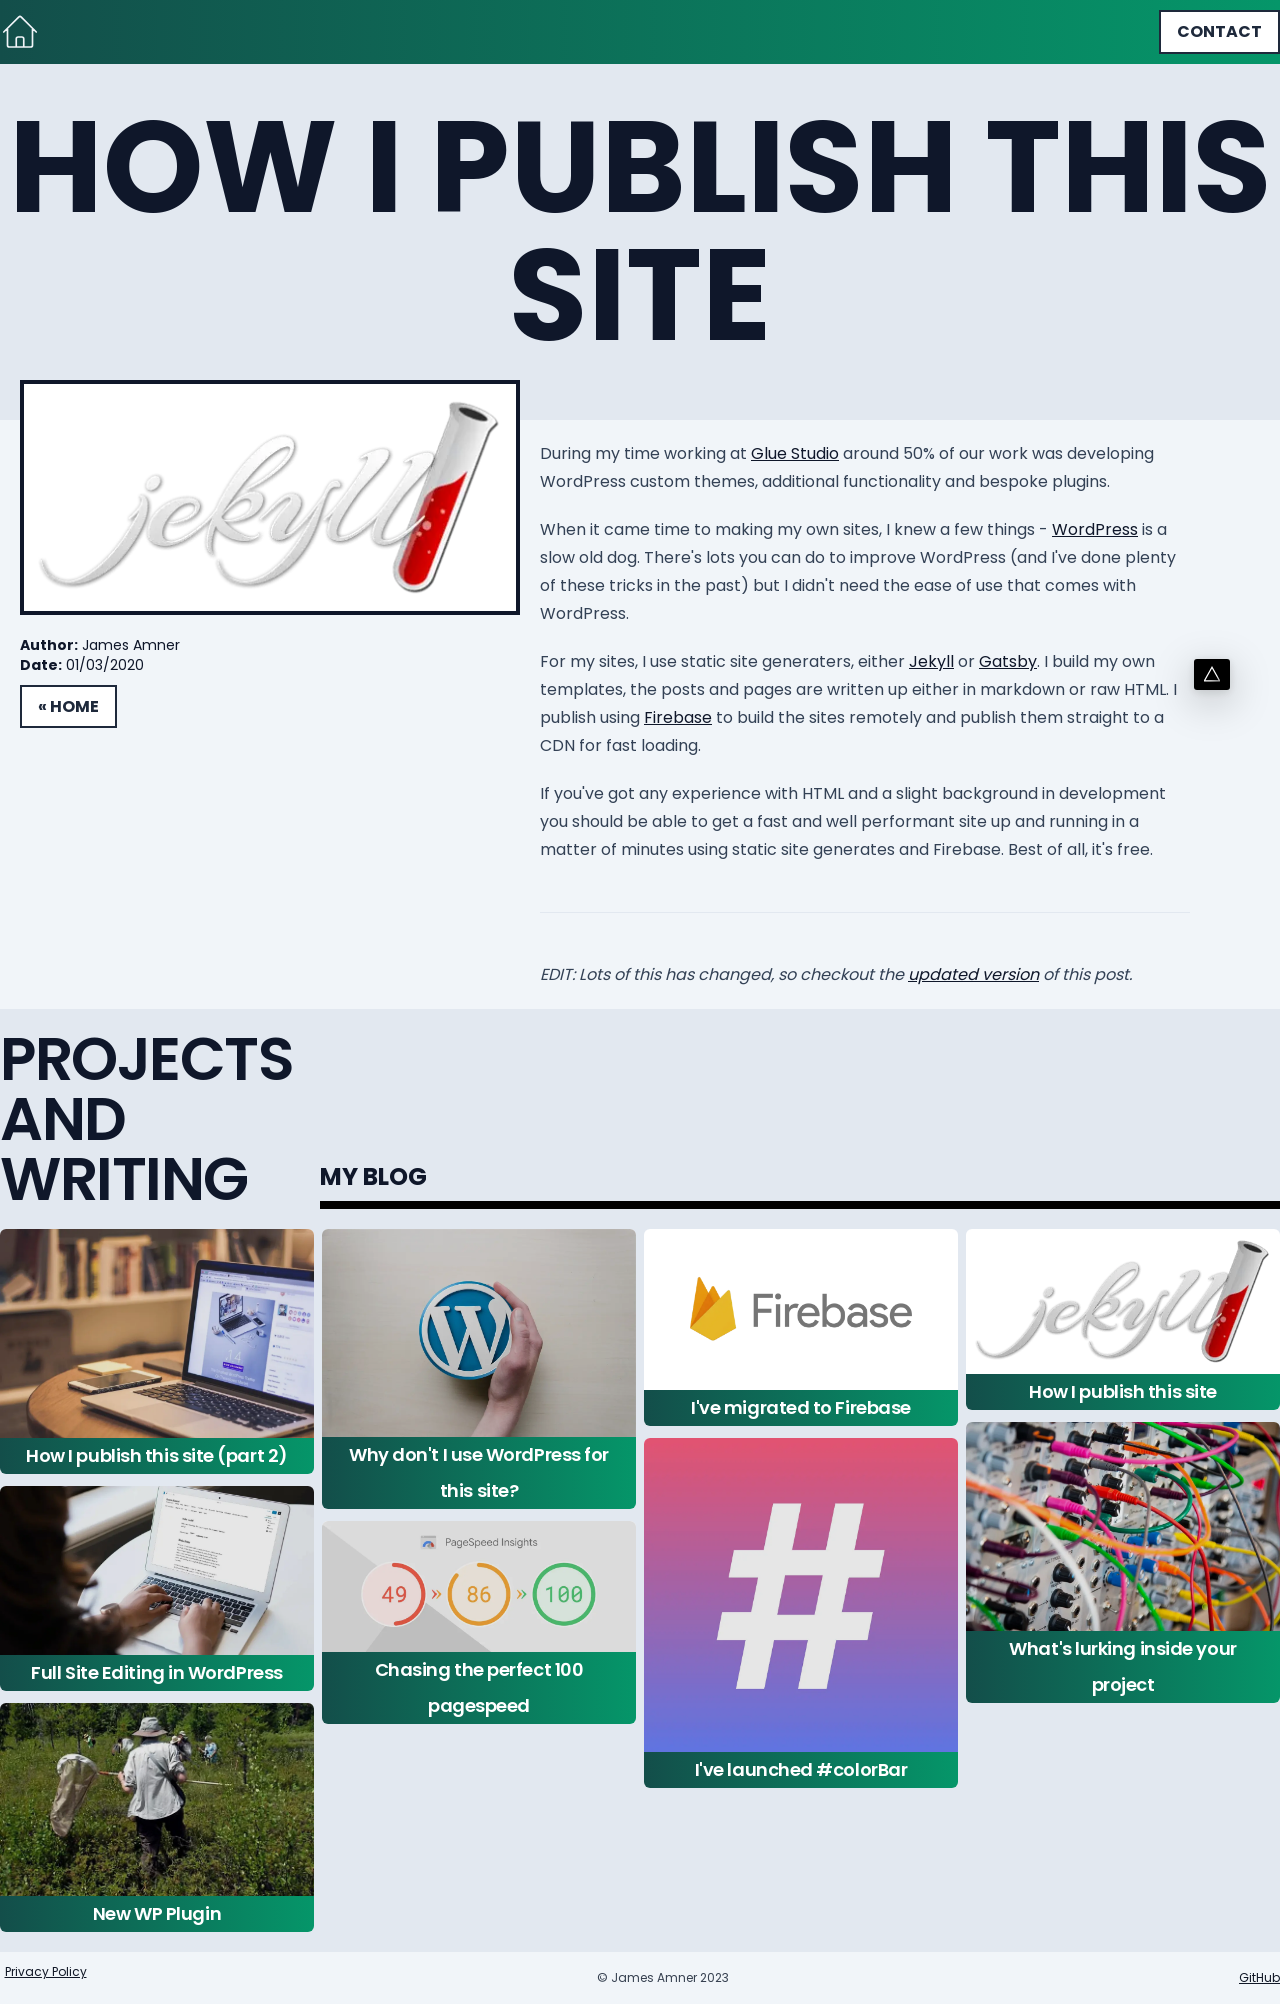 CONTACT
HOW I PUBLISH THIS
SITE
jekyll
Author: James Amner
Date: 01/03/2020
« HOME
During my time working at Glue Studio around 50% of our work was developing
WordPress custom themes, additional functionality and bespoke plugins.
When it came time to making my own sites, I knew a few things - WordPress is a
slow old dog. There's lots you can do to improve WordPress (and I've done plenty
of these tricks in the past) but I didn't need the ease of use that comes with
WordPress.
For my sites, I use static site generaters, either Jekyll or Gatsby. I build my own
templates, the posts and pages are written up either in markdown or raw HTML. I
publish using Firebase to build the sites remotely and publish them straight to a
CDN for fast loading.
If you've got any experience with HTML and a slight background in development
you should be able to get a fast and well performant site up and running in a
matter of minutes using static site generates and Firebase. Best of all, it's free.
EDIT: Lots of this has changed, so checkout the updated version of this post.
PROJECTS
AND
WRITING
MY BLOG
How I publish this site (part 2)
Full Site Editing in WordPress
New WP Plugin
W
Why don't I use WordPress for
this site?
PageSpeed Insights
49 » 86 » 100
Chasing the perfect 100
pagespeed
Firebase
I've migrated to Firebase
#
I've launched #colorBar
jekyll
How I publish this site
What's lurking inside your
project
Privacy Policy
© James Amner 2023
GitHub